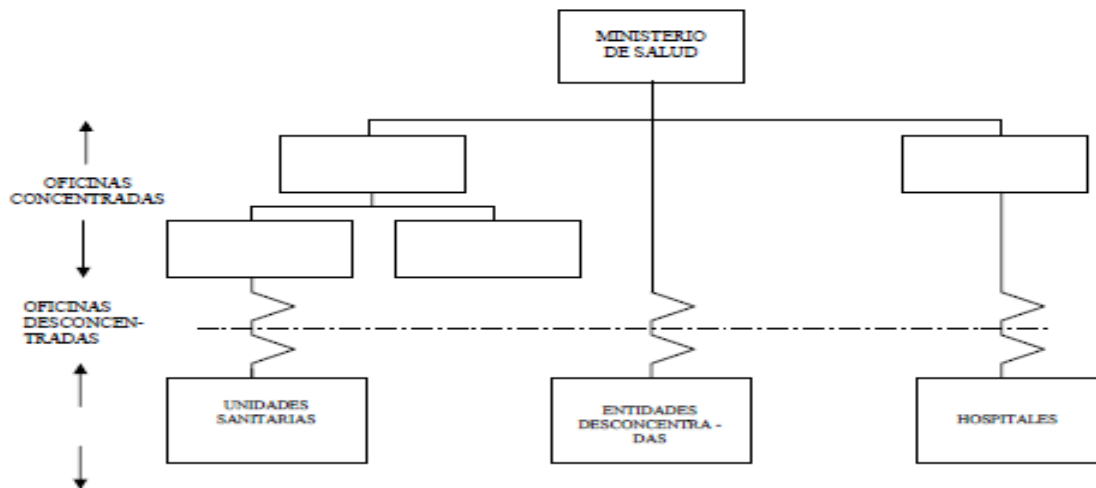 MINISTERIO
DE SALUD
OFICINAS
CONCENTRADAS
OFICINAS
DESCONCEN-
TRADAS
UNIDADES
SANITARIAS
ENTIDADES
DESCONCENTRA -
DAS
HOSPITALES